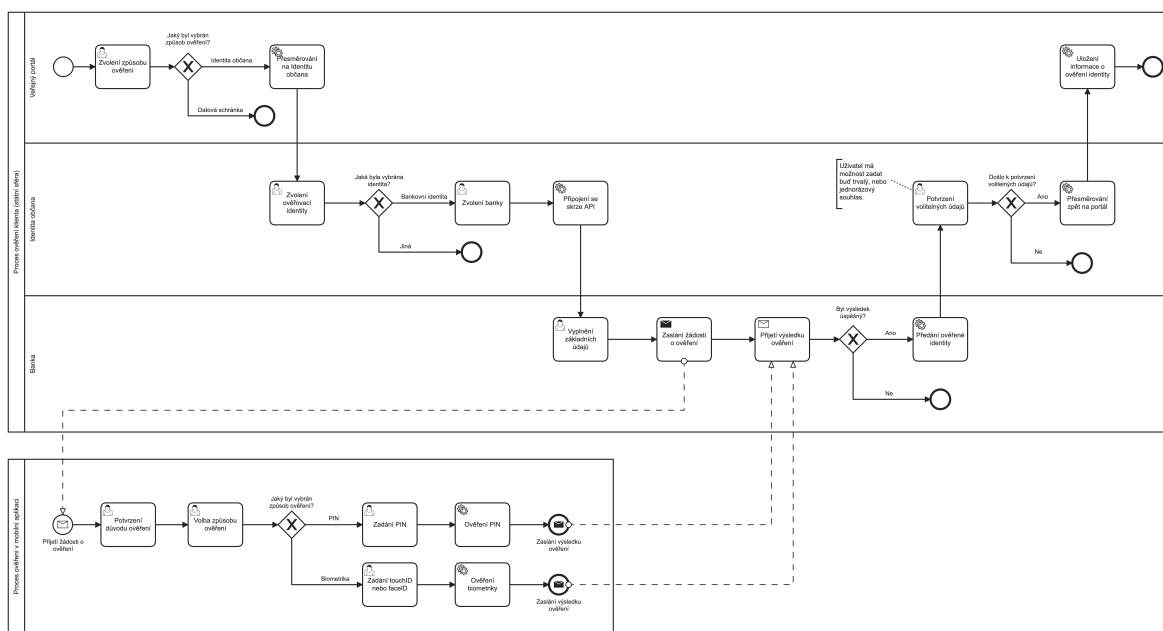 Proces ověření klienta (státní sféra)
Veřejný portál
Zvolení způsobu
ověření
Jaký byl vybrán
způsob ověření?
Identita občana
Datová schránka
Přesměrování
na Identitu
občana
Uložení
informace o
ověření identity
Identita občana
Zvolení
ověřovací
identity
Jaká byla vybrána
identita?
Bankovní identita
Jiná
Zvolení banky
Připojení se
skrze API
Uživatel má
možnost zadat
buď trvalý, nebo
jednorázový
souhlas.
Potvrzení
volitelných údajů
Došlo k potvrzení
volitelných údajů?
Ano
Ne
Přesměrování
zpět na portál
Banka
Vyplnění
základních
údajů
Zaslání žádosti
o ověření
Přijetí výsledku
ověření
Byl výsledek
úspěšný?
Ano
Ne
Předání ověřené
identity
Proces ověření v mobilní aplikaci
Přijetí žádosti o
ověření
Potvrzení
důvodu ověření
Volba způsobu
ověření
Jaký byl vybrán
způsob ověření?
PIN
Biometrika
Zadání PIN
Ověření PIN
Zaslání výsledku
ověření
Zadání touchID
nebo faceID
Ověření
biometriky
Zaslání výsledku
ověření